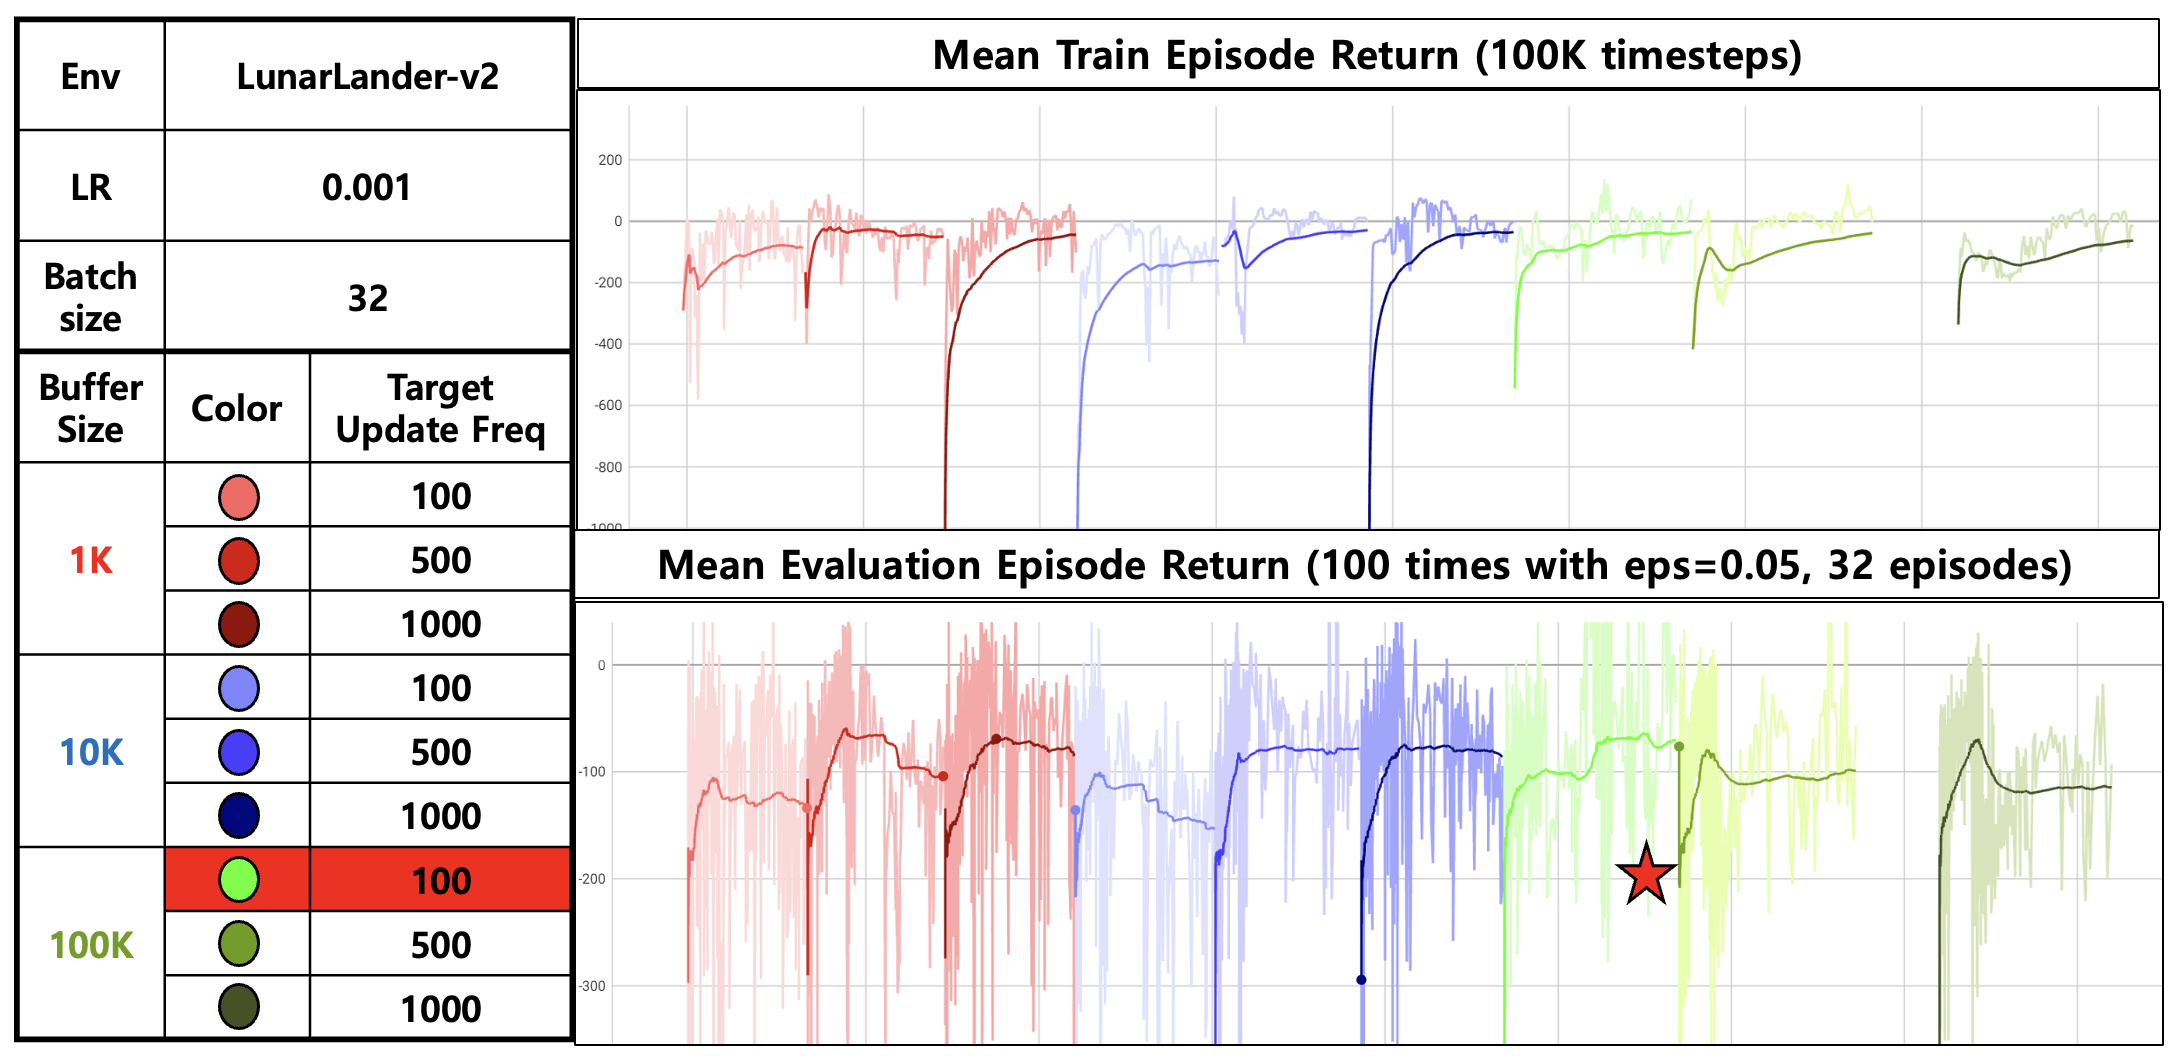 Env
LunarLander-v2
LR
0.001
Batch
size
32
Buffer
Size
Color
Target
Update Freq
1K
100
500
1000
10K
100
500
1000
100K
100
500
1000
Mean Train Episode Return (100K timesteps)
200
0
-200
-400
-600
-800
Mean Evaluation Episode Return (100 times with eps=0.05, 32 episodes)
0
-100
-200
-300